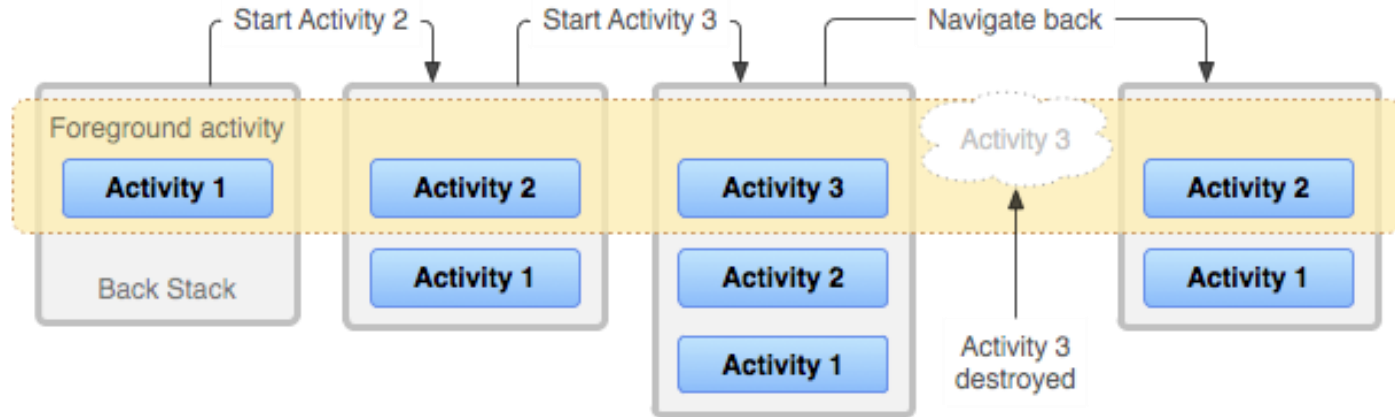 Start Activity 2
Start Activity 3
Navigate back
Foreground activity
Activity 1
Back Stack
Activity 2
Activity 1
Activity 3
Activity 2
Activity 1
Activity 3
Activity 3
destroyed
Activity 2
Activity 1